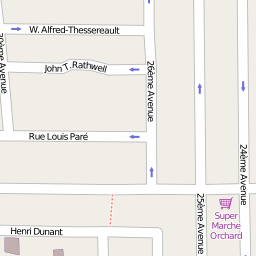 W. Alfred-Thessereault
John T. Rathwell
26ème Avenue
24ème Avenue
Rue Louis Paré
25ème Avenue
Super
Marche
Orchard
Henri Dunant